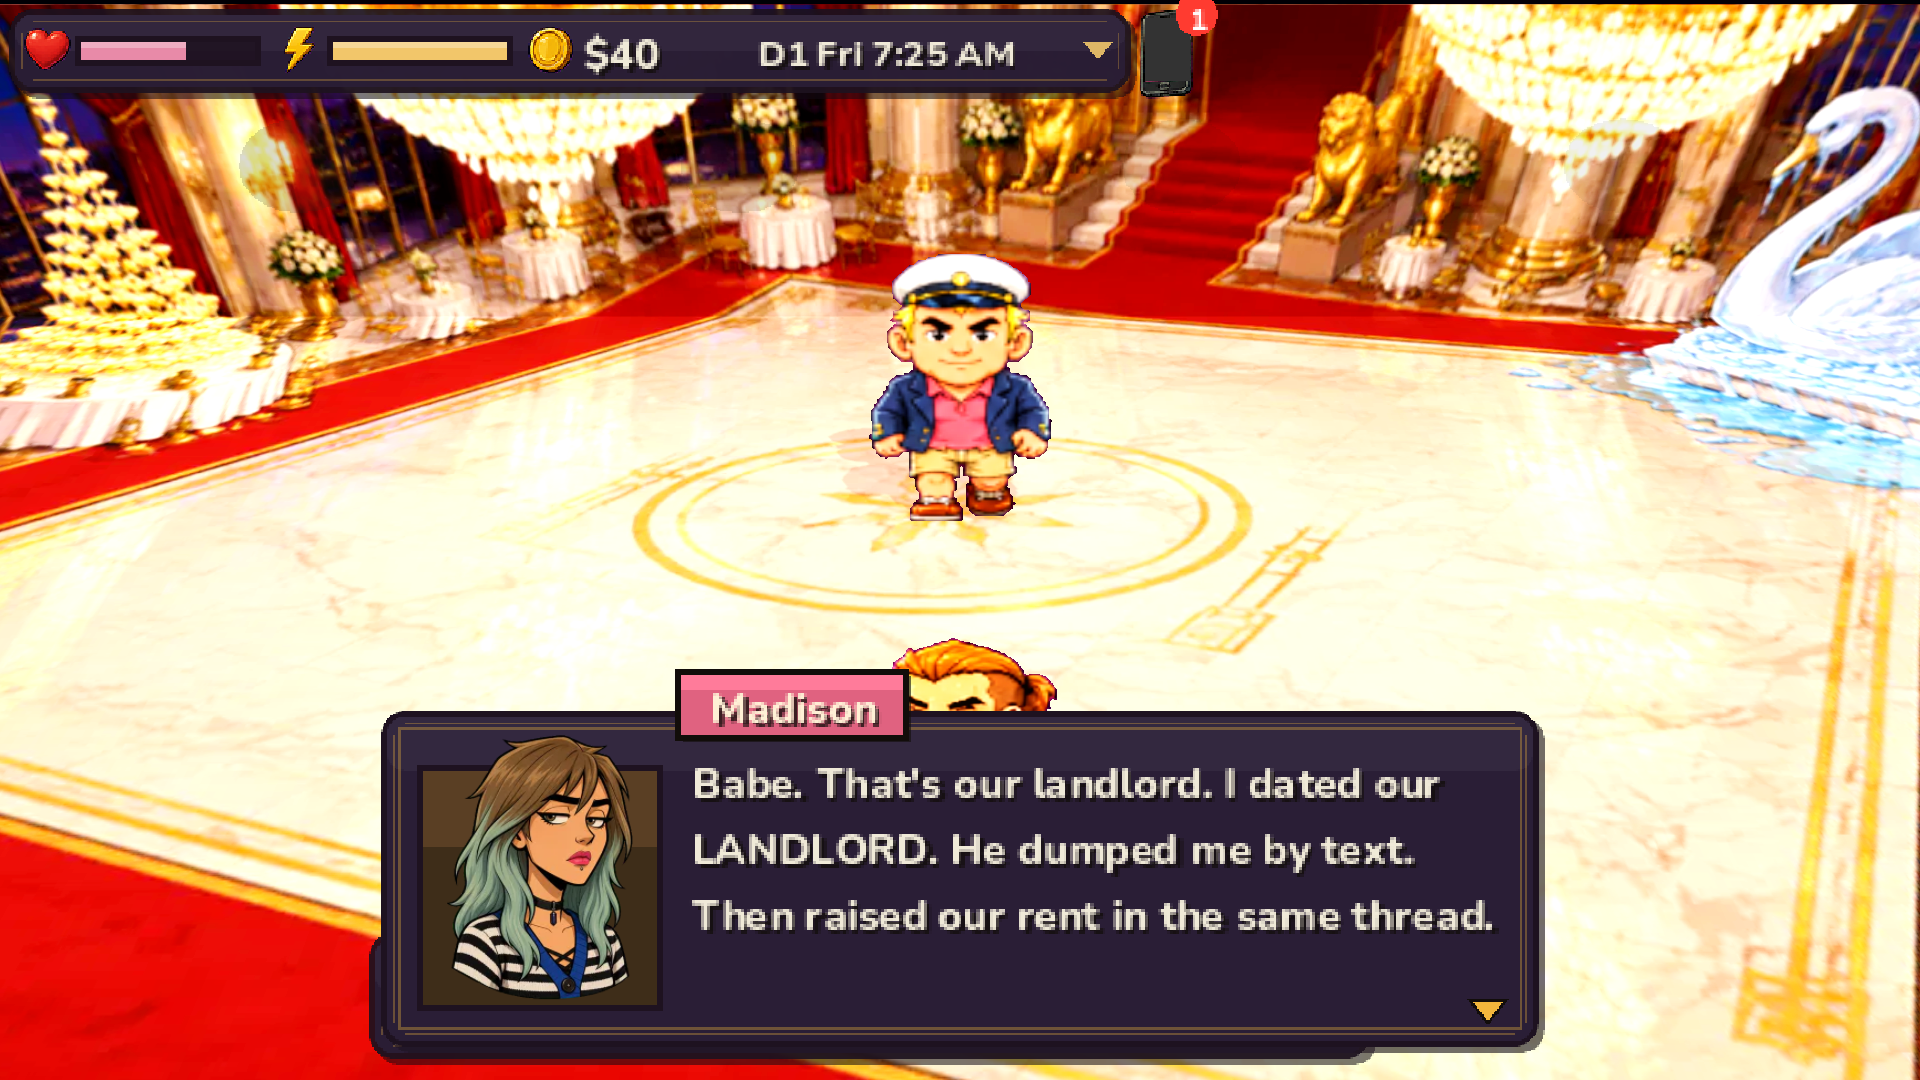 $40
D1 Fri 7:25 AM
1
Madison
Babe. That's our landlord. I dated our
LANDLORD. He dumped me by text.
Then raised our rent in the same thread.